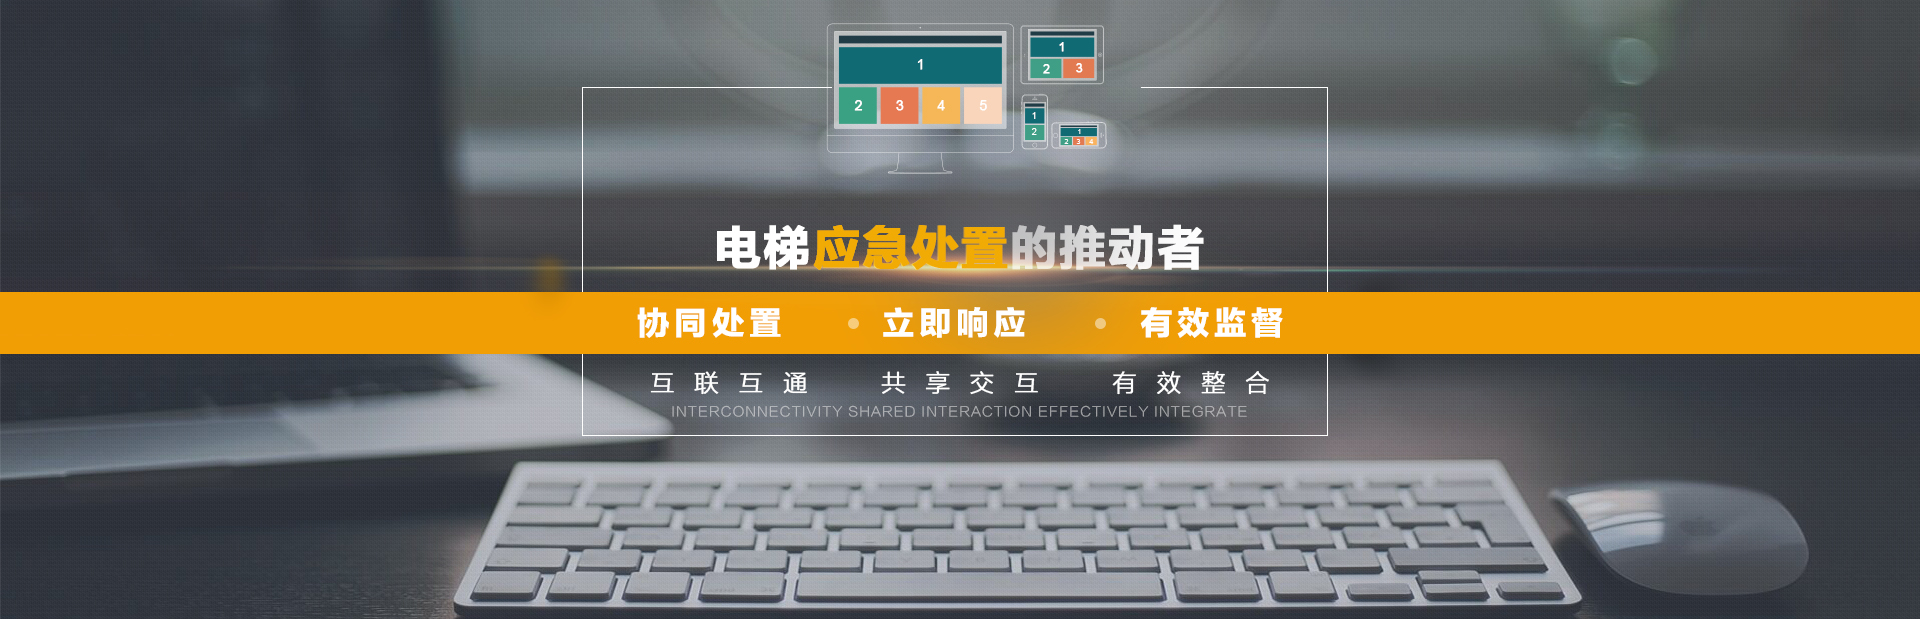 1
2 3 4 5
1
2 3
1
2
1
2 3 4
电梯应急处置的推动者
协同处置 • 立即响应 • 有效监督
互联互通 共享交互 有效整合
INTERCONNECTIVITY SHARED INTERACTION EFFECTIVELY INTEGRATE